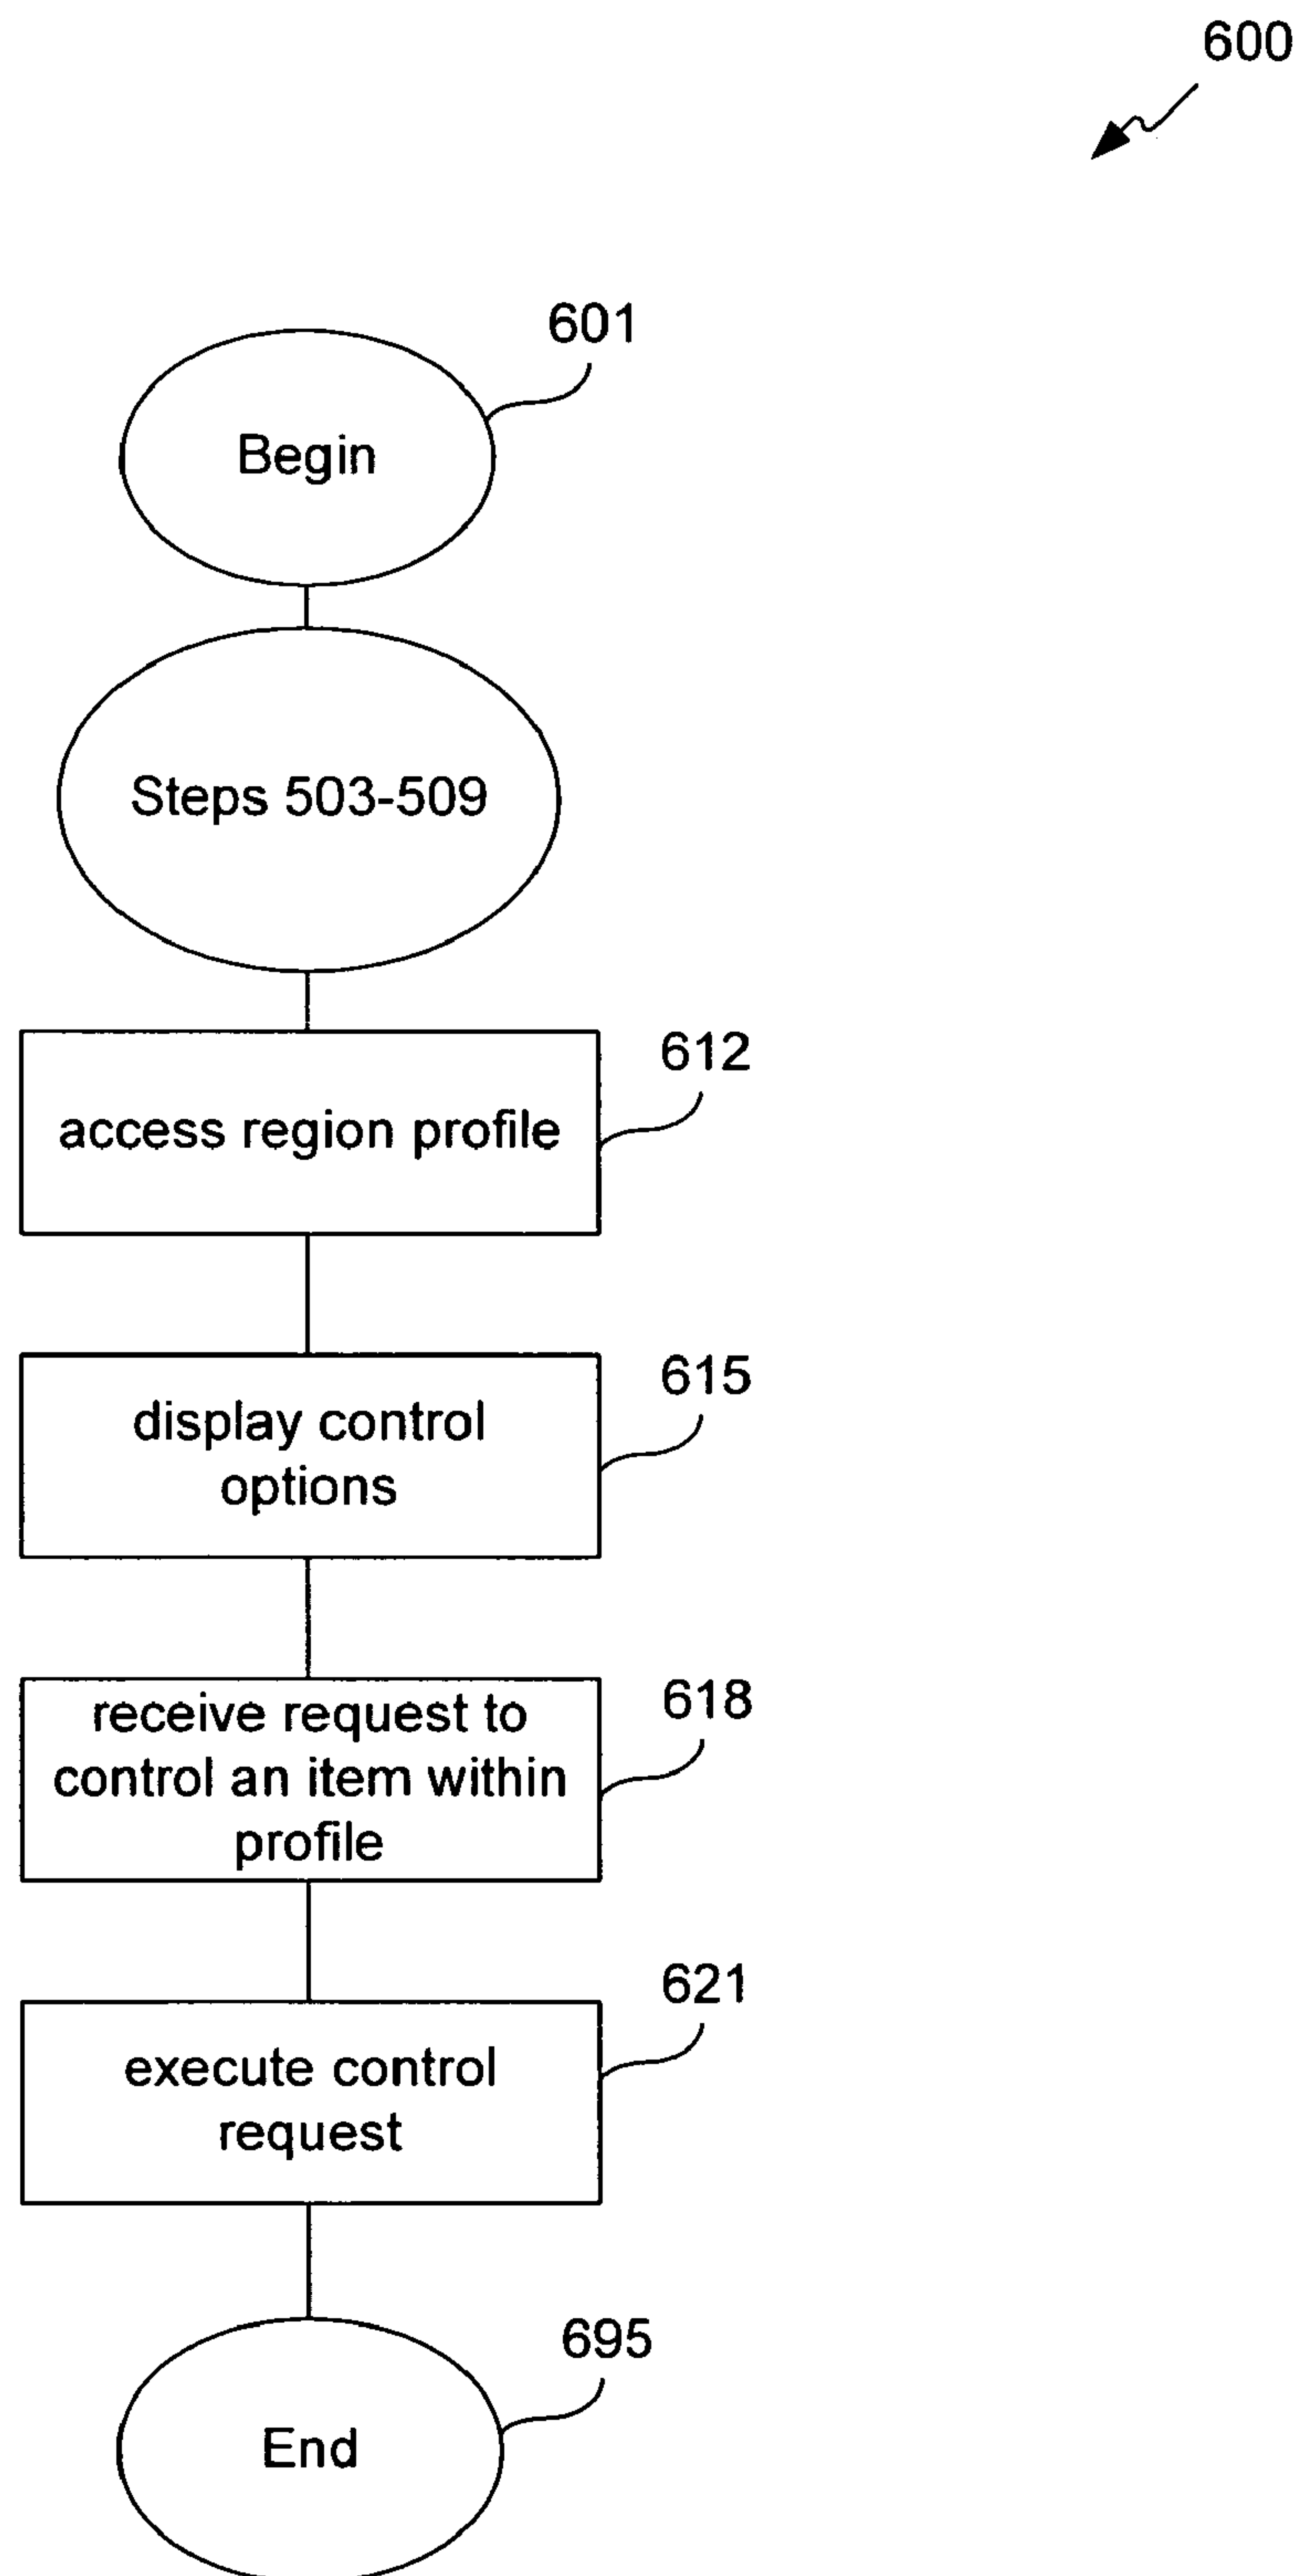 600
601
Begin
Steps 503-509
612
access region profile
615
display control
options
618
receive request to
control an item within
profile
621
execute control
request
695
End